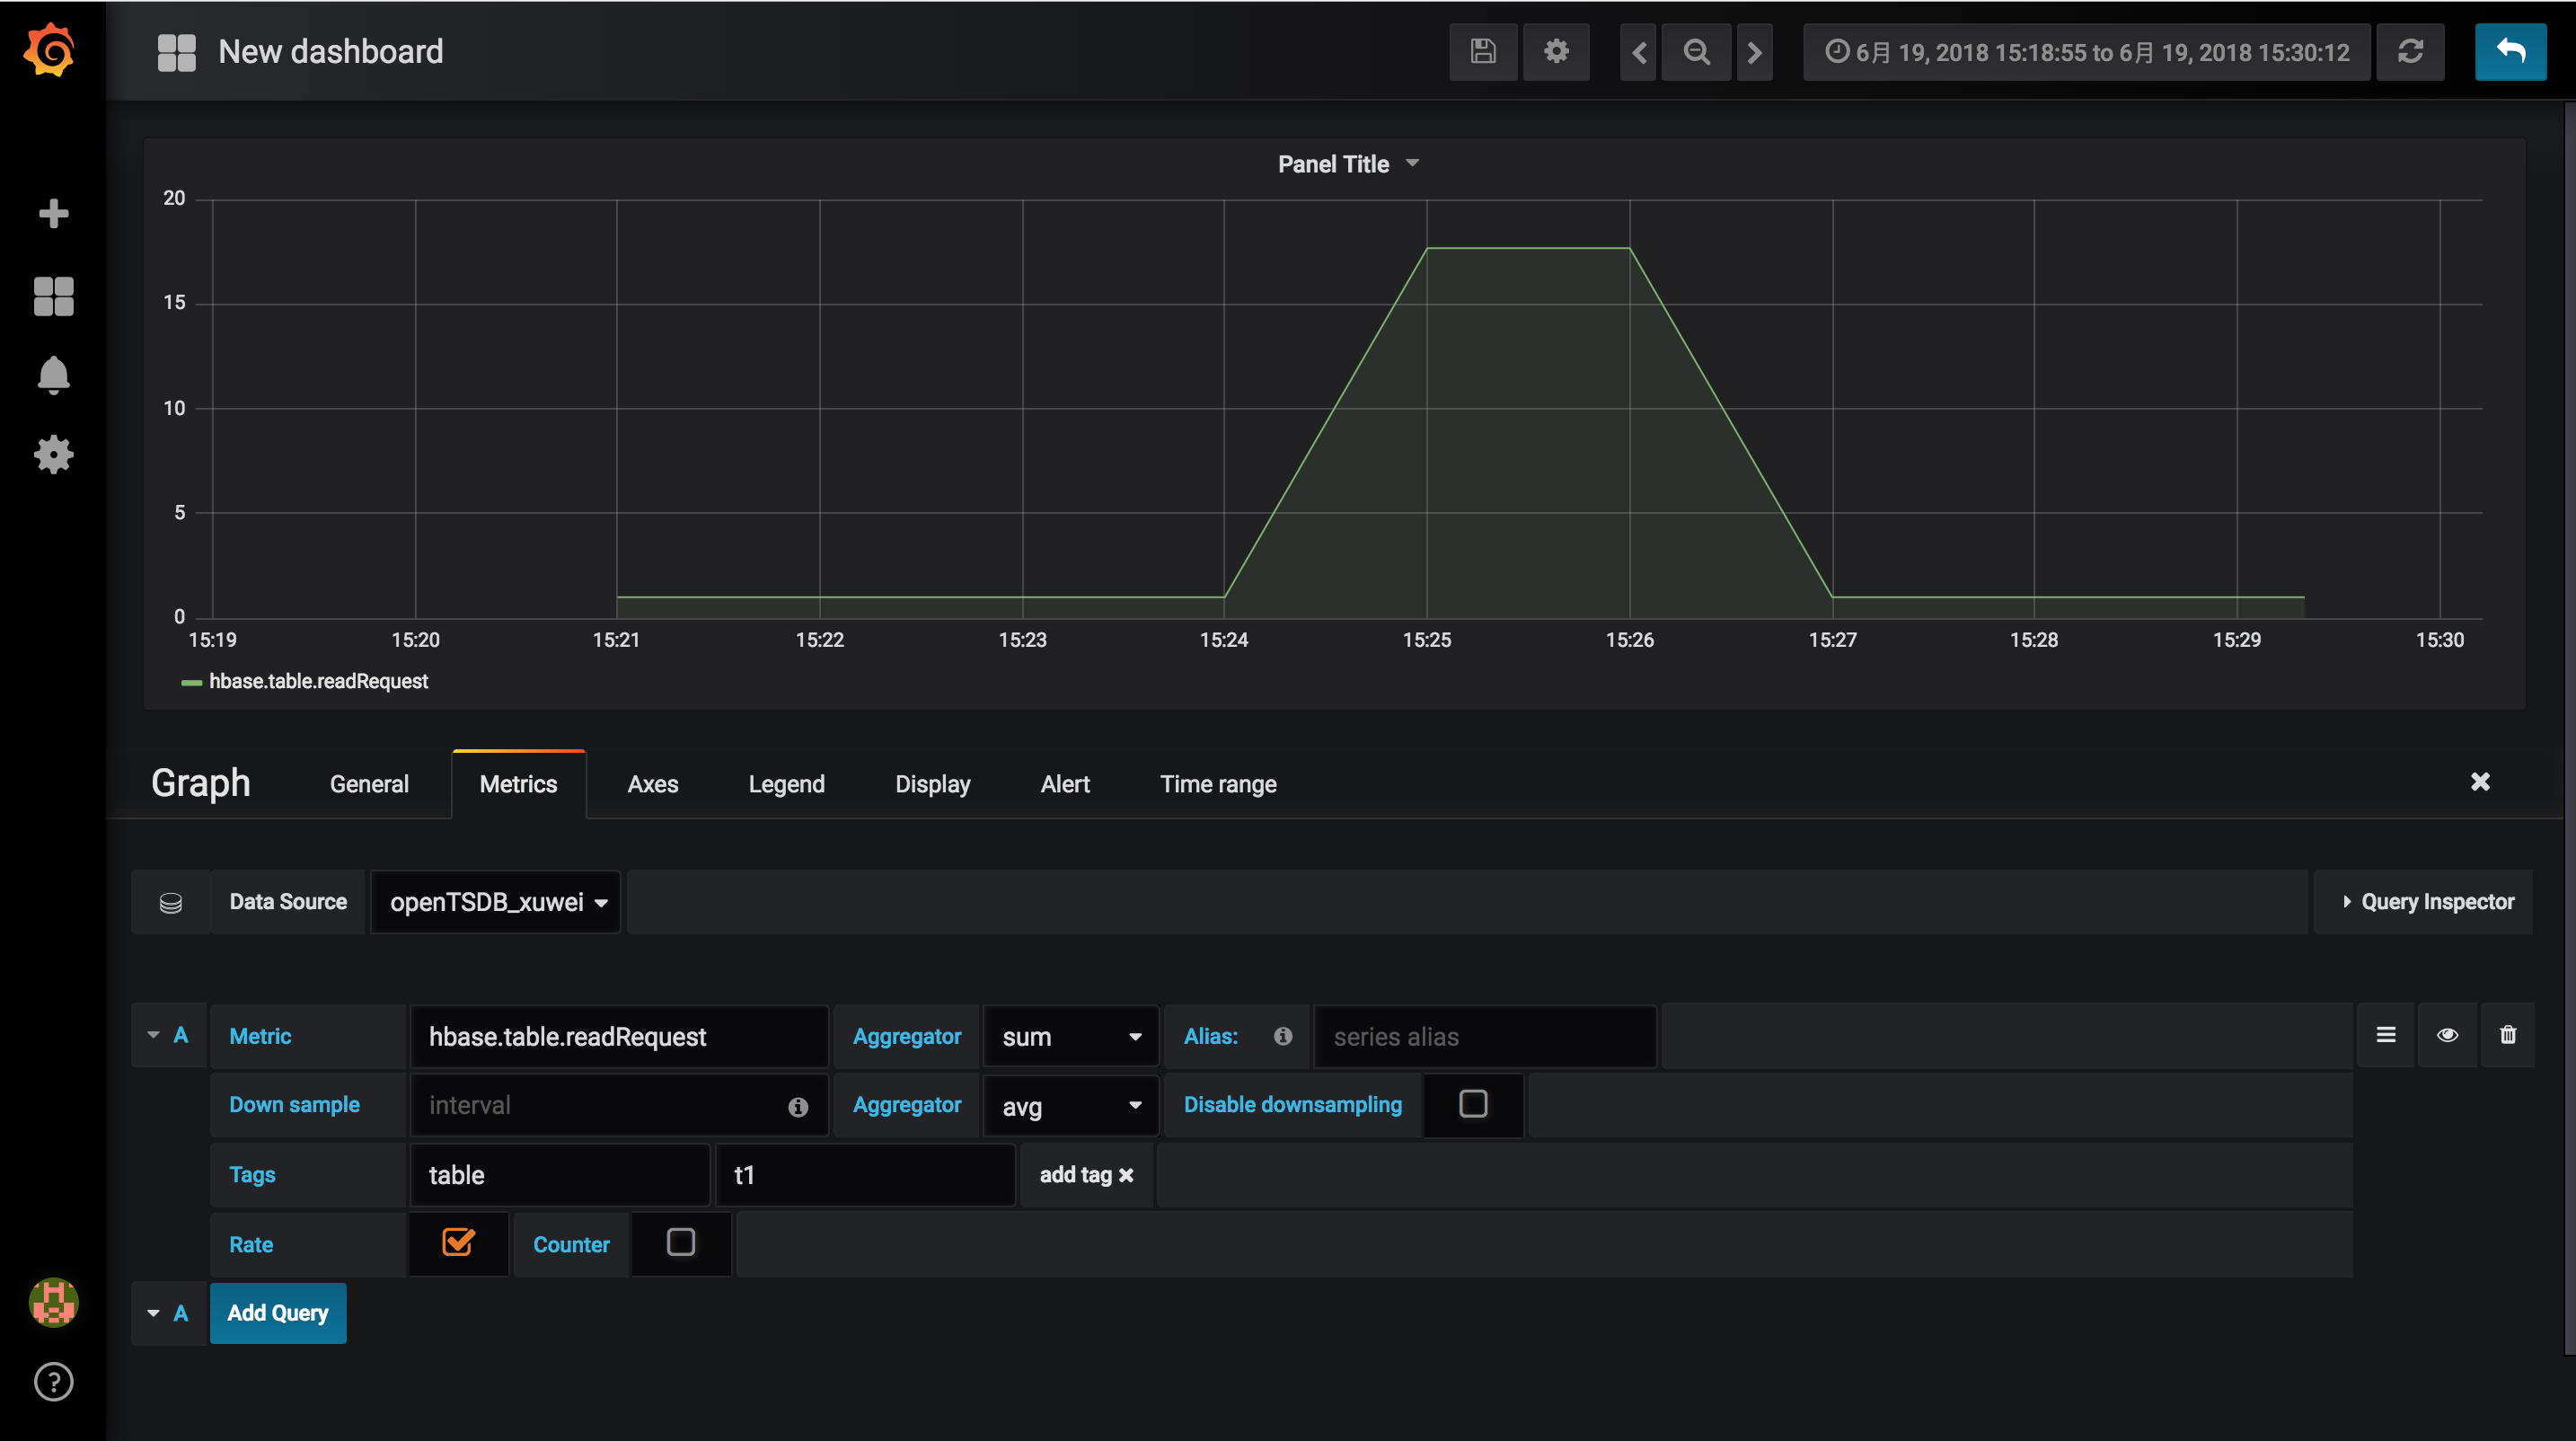 New dashboard
6月 19, 2018 15:18:55 to 6月 19, 2018 15:30:12
Panel Title
20
15
10
5
0
15:19 15:20 15:21 15:22 15:23 15:24 15:25 15:26 15:27 15:28 15:29 15:30
hbase.table.readRequest
Graph General Metrics Axes Legend Display Alert Time range
Data Source openTSDB_xuwei Query Inspector
A Metric hbase.table.readRequest Aggregator sum Alias: series alias
Down sample interval Aggregator avg Disable downsampling
Tags table t1 add tag
Rate Counter
A Add Query